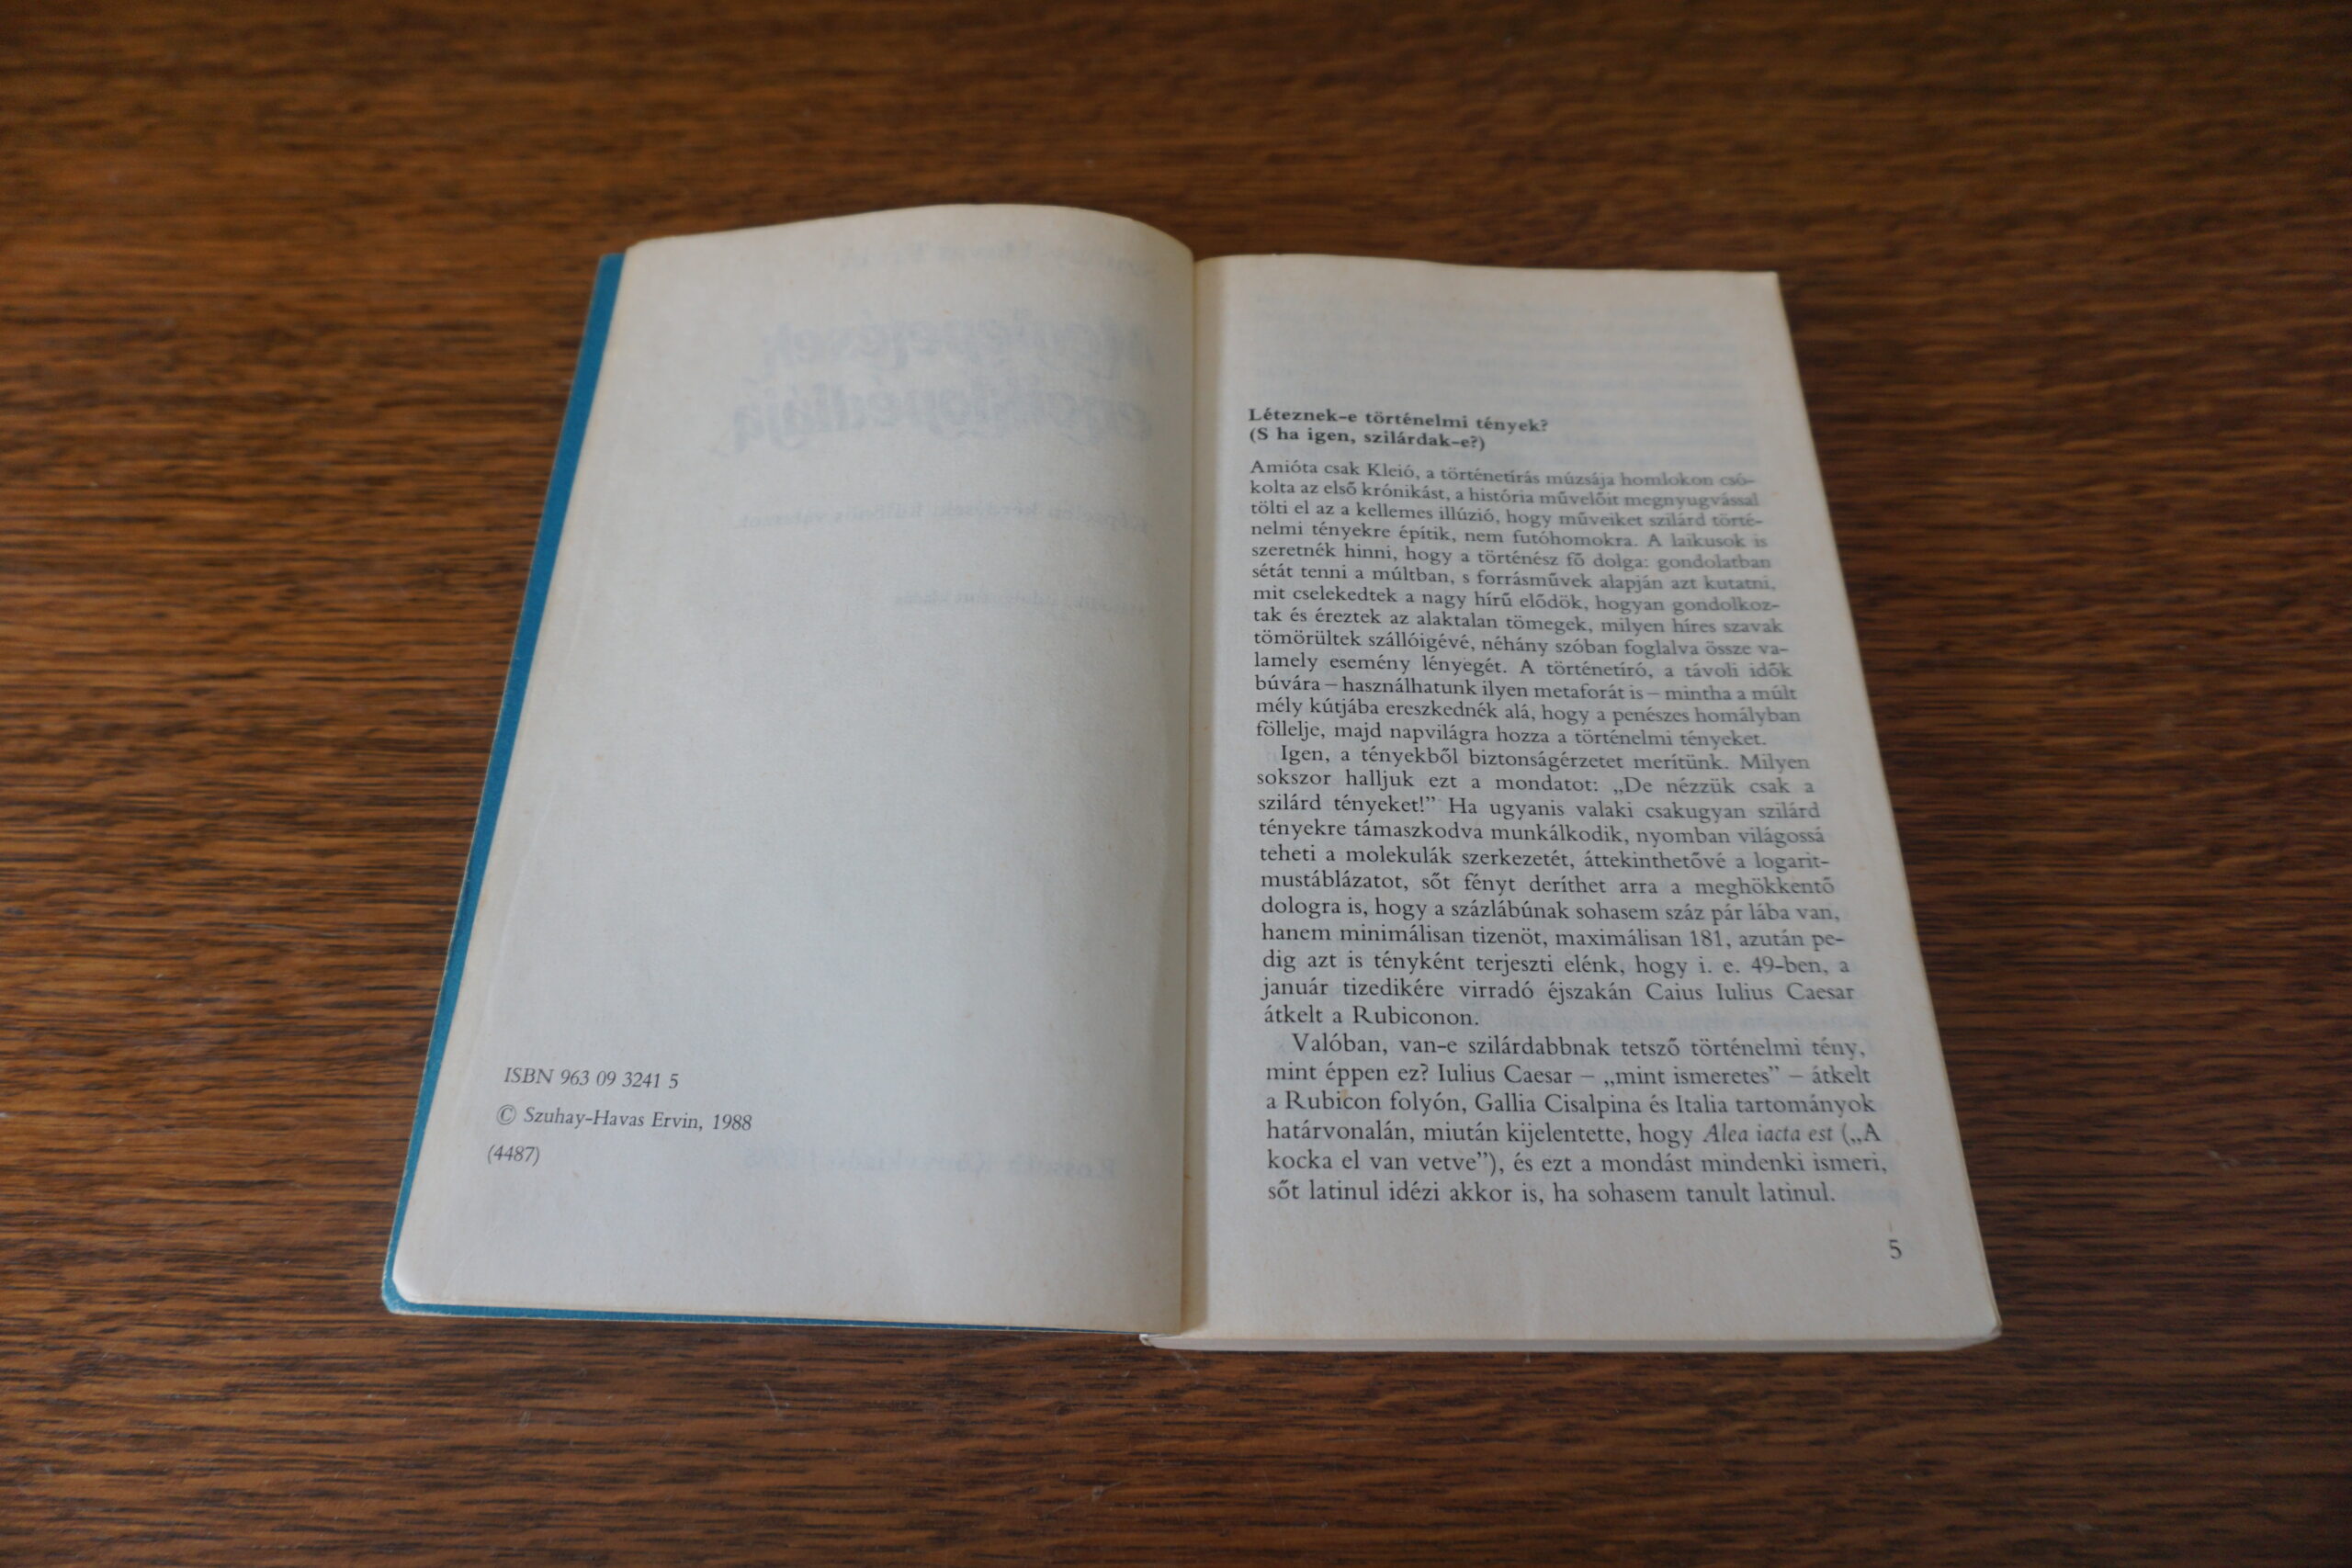 ISBN 963 09 3241 5
© Szuhay-Havas Ervin, 1988
(4487)
Léteznek-e történelmi tények?
(S ha igen, szilárdak-e?)
Amióta csak Kleió, a történetírás múzsája homlokon csó-
kolta az első krónikást, a história művelőit megnyugvással
tölti el az a kellemes illúzió, hogy műveiket szilárd törté-
nelmi tényekre építik, nem futóhomokra. A laikusok is
szeretnék hinni, hogy a történész fő dolga: gondolatban
sétát tenni a múltban, s forrásművek alapján azt kutatni,
mit cselekedtek a nagy hírű elődök, hogyan gondolkoz-
tak és éreztek az alaktalan tömegek, milyen híres szavak
tömörültek szállóigévé, néhány szóban foglalva össze va-
lamely esemény lényegét. A történetíró, a távoli idők
búvára – használhatunk ilyen metaforát is – mintha a múlt
mély kútjába ereszkednék alá, hogy a penészes homályban
föllelje, majd napvilágra hozza a történelmi tényeket.
Igen, a tényekből biztonságérzetet merítünk. Milyen
sokszor halljuk ezt a mondatot: „De nézzük csak a
szilárd tényeket!” Ha ugyanis valaki csakugyan szilárd
tényekre támaszkodva munkálkodik, nyomban világossá
teheti a molekulák szerkezetét, áttekinthetővé a logarit-
mustáblázatot, sőt fényt deríthet arra a meghökkentő
dologra is, hogy a százlábúnak sohasem száz pár lába van,
hanem minimálisan tizenöt, maximálisan 181, azután pe-
dig azt is tényként terjeszti elénk, hogy i. e. 49-ben, a
január tizedikére virradó éjszakán Caius Iulius Caesar
átkelt a Rubiconon.
Valóban, van-e szilárdabbnak tetsző történelmi tény,
mint éppen ez? Iulius Caesar – „mint ismeretes” – átkelt
a Rubicon folyón, Gallia Cisalpina és Italia tartományok
határvonalán, miután kijelentette, hogy Alea iacta est („A
kocka el van vetve”), és ezt a mondást mindenki ismeri,
sőt latinul idézi akkor is, ha sohasem tanult latinul.
5